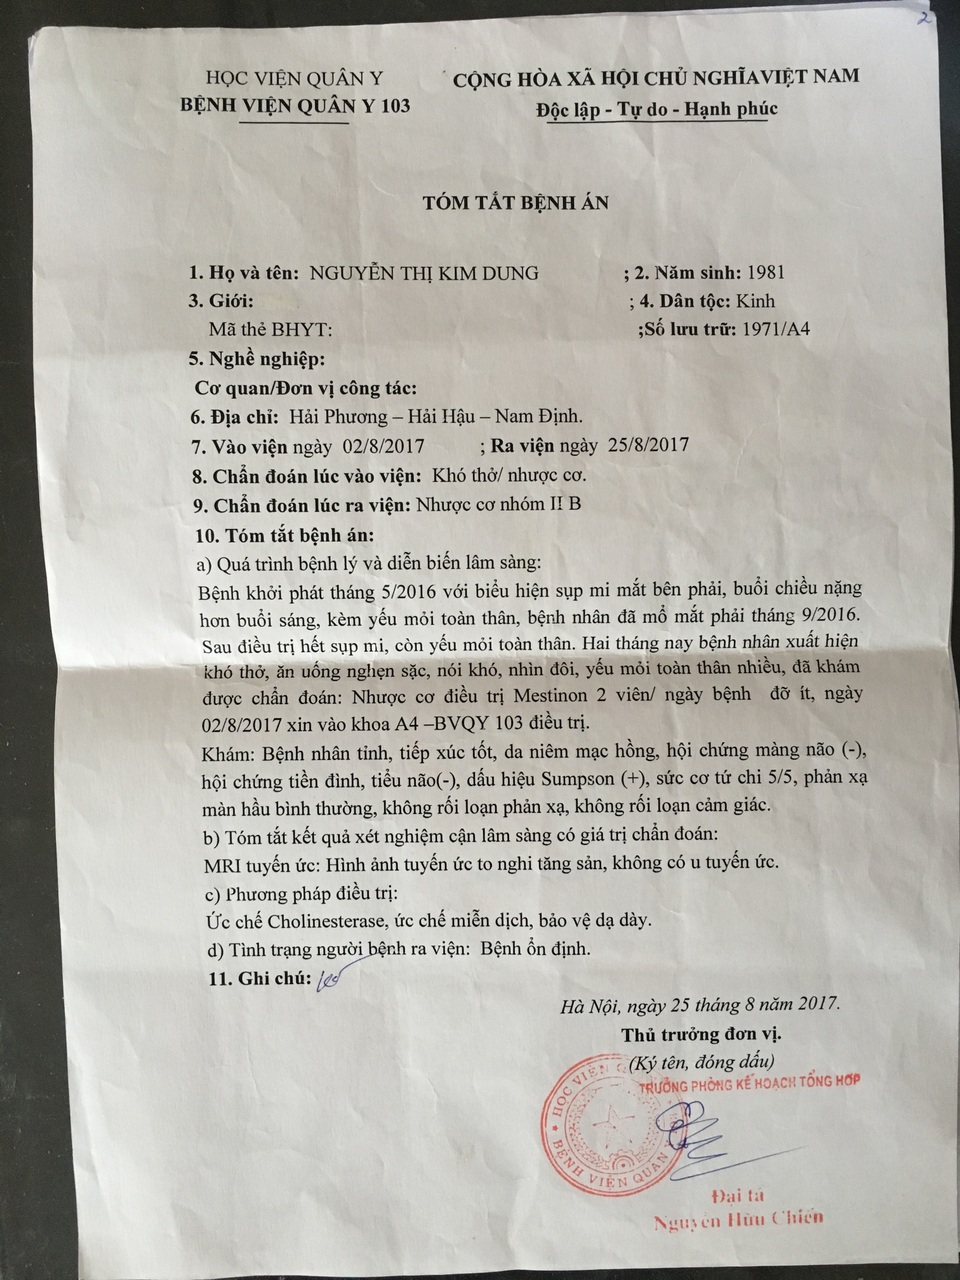 2
HỌC VIỆN QUÂN Y
CỘNG HÒA XÃ HỘI CHỦ NGHĨAVIỆT NAM
BỆNH VIỆN QUÂN Y 103
Độc lập - Tự do - Hạnh phúc
TÓM TẮT BỆNH ÁN
1. Họ và tên: NGUYỄN THỊ KIM DUNG ; 2. Năm sinh: 1981
3. Giới: ; 4. Dân tộc: Kinh
Mã thẻ BHYT: ;Số lưu trữ: 1971/A4
5. Nghề nghiệp:
Cơ quan/Đơn vị công tác:
6. Địa chỉ: Hải Phương – Hải Hậu – Nam Định.
7. Vào viện ngày 02/8/2017 ; Ra viện ngày 25/8/2017
8. Chẩn đoán lúc vào viện: Khó thở/ nhược cơ.
9. Chẩn đoán lúc ra viện: Nhược cơ nhóm II B
10. Tóm tắt bệnh án:
a) Quá trình bệnh lý và diễn biến lâm sàng:
Bệnh khởi phát tháng 5/2016 với biểu hiện sụp mi mắt bên phải, buổi chiều nặng
hơn buổi sáng, kèm yếu mỏi toàn thân, bệnh nhân đã mổ mắt phải tháng 9/2016.
Sau điều trị hết sụp mi, còn yếu mỏi toàn thân. Hai tháng nay bệnh nhân xuất hiện
khó thở, ăn uống nghẹn sặc, nói khó, nhìn đôi, yếu mỏi toàn thân nhiều, đã khám
được chẩn đoán: Nhược cơ điều trị Mestinon 2 viên/ ngày bệnh đỡ ít, ngày
02/8/2017 xin vào khoa A4 –BVQY 103 điều trị.
Khám: Bệnh nhân tỉnh, tiếp xúc tốt, da niêm mạc hồng, hội chứng màng não (-),
hội chứng tiền đình, tiểu não(-), dấu hiệu Sumpson (+), sức cơ tứ chi 5/5, phản xạ
màn hầu bình thường, không rối loạn phản xạ, không rối loạn cảm giác.
b) Tóm tắt kết quả xét nghiệm cận lâm sàng có giá trị chẩn đoán:
MRI tuyến ức: Hình ảnh tuyến ức to nghi tăng sản, không có u tuyến ức.
c) Phương pháp điều trị:
Ức chế Cholinesterase, ức chế miễn dịch, bảo vệ dạ dày.
d) Tình trạng người bệnh ra viện: Bệnh ổn định.
11. Ghi chú:
Hà Nội, ngày 25 tháng 8 năm 2017.
Thủ trưởng đơn vị.
(Ký tên, đóng dấu)
TRƯỞNG PHÒNG KẾ HOẠCH TỔNG HỢP
HỌC VIỆN
BỆNH VIỆN QUÂN
Đại tá
Nguyễn Hữu Chiến